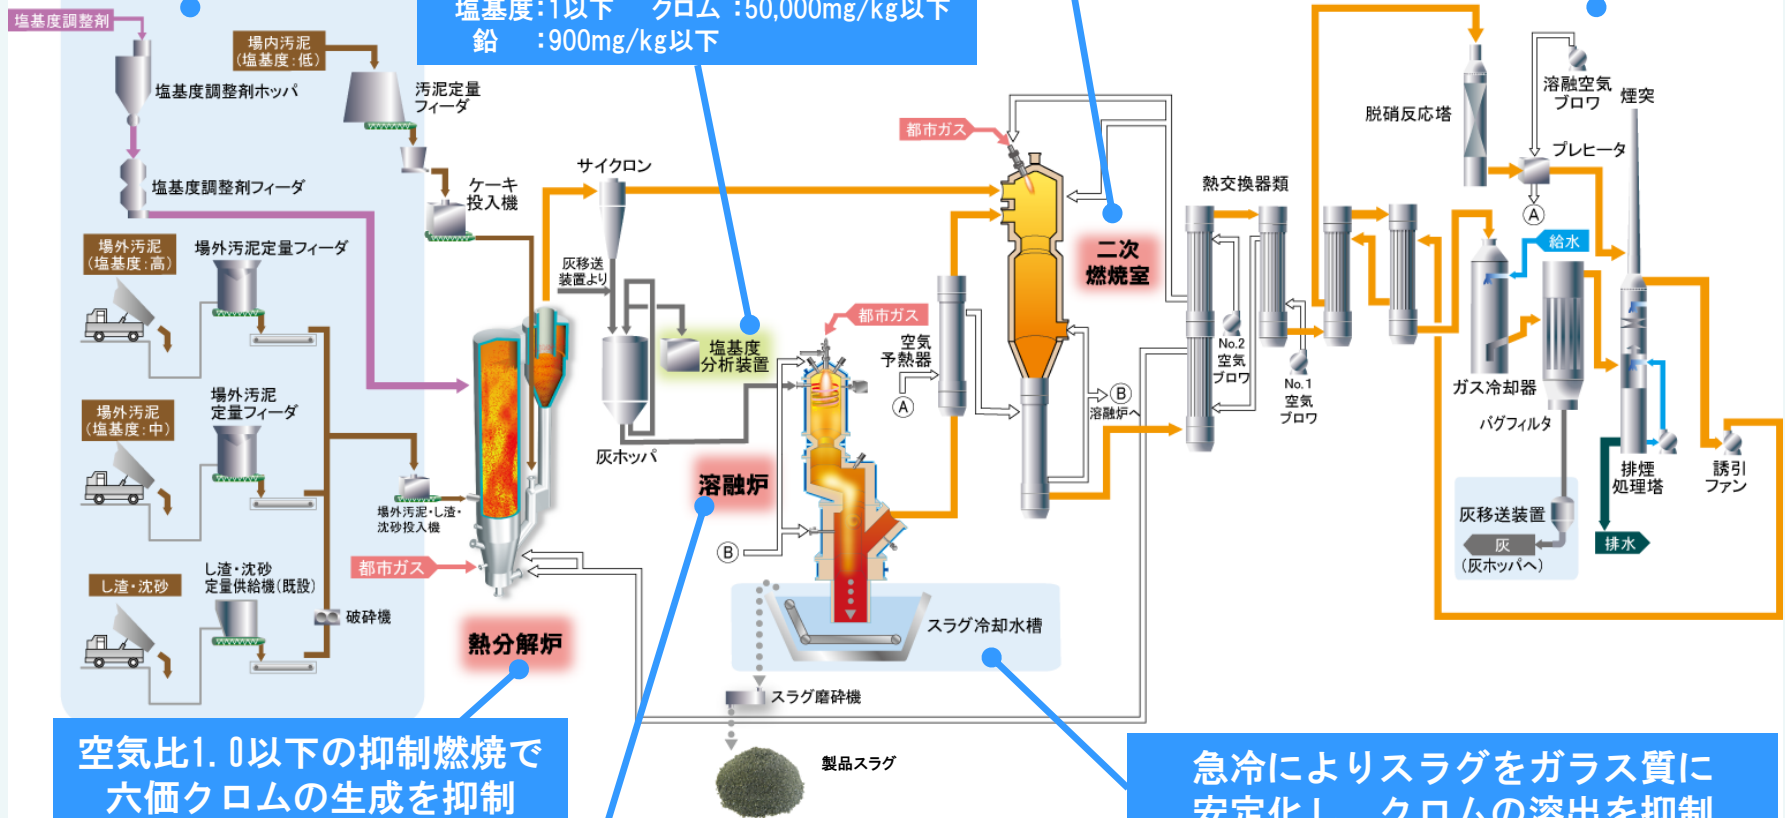 塩基度調整剤
塩基度調整剤ホッパ
塩基度調整剤フィーダ
場内汚泥
(塩基度:低)
汚泥定量
フィーダ
ケーキ
投入機
塩基度:1以下 クロム :50,000mg/kg以下
鉛 :900mg/kg以下
場外汚泥
(塩基度:高)
場外汚泥定量フィーダ
場外汚泥
(塩基度:中)
場外汚泥
定量フィーダ
し渣・沈砂
し渣・沈砂
定量供給機(既設)
破砕機
場外汚泥・し渣・
沈砂投入機
都市ガス
熱分解炉
サイクロン
灰移送
装置より
灰ホッパ
塩基度
分析装置
都市ガス
溶融炉
B
空気
予熱器
A
都市ガス
二次
燃焼室
B
溶融炉へ
熱交換器類
No.2
空気
ブロワ
No.1
空気
ブロワ
脱硝反応塔
溶融空気
ブロワ
プレヒータ
A
煙突
給水
ガス冷却器
バグフィルタ
排煙
処理塔
誘引
ファン
排水
灰移送装置
灰
(灰ホッパへ)
スラグ冷却水槽
スラグ磨砕機
製品スラグ
空気比1.0以下の抑制燃焼で
六価クロムの生成を抑制
急冷によりスラグをガラス質に
安定化し、クロムの溶出を抑制